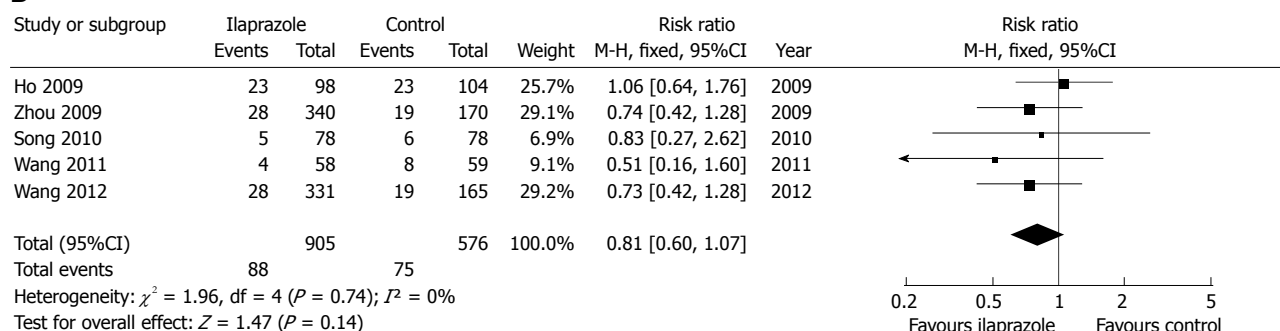 Study or subgroup Ilaprazole Control Risk ratio Risk ratio
Events Total Events Total Weight M-H, fixed, 95%CI Year M-H, fixed, 95%CI
Ho 2009 23 98 23 104 25.7% 1.06 [0.64, 1.76] 2009
Zhou 2009 28 340 19 170 29.1% 0.74 [0.42, 1.28] 2009
Song 2010 5 78 6 78 6.9% 0.83 [0.27, 2.62] 2010
Wang 2011 4 58 8 59 9.1% 0.51 [0.16, 1.60] 2011
Wang 2012 28 331 19 165 29.2% 0.73 [0.42, 1.28] 2012
Total (95%CI) 905 576 100.0% 0.81 [0.60, 1.07]
Total events 88 75
Heterogeneity: χ² = 1.96, df = 4 (P = 0.74); I² = 0%
0.2 0.5 1 2 5
Test for overall effect: Z = 1.47 (P = 0.14)
Favours ilaprazole Favours control